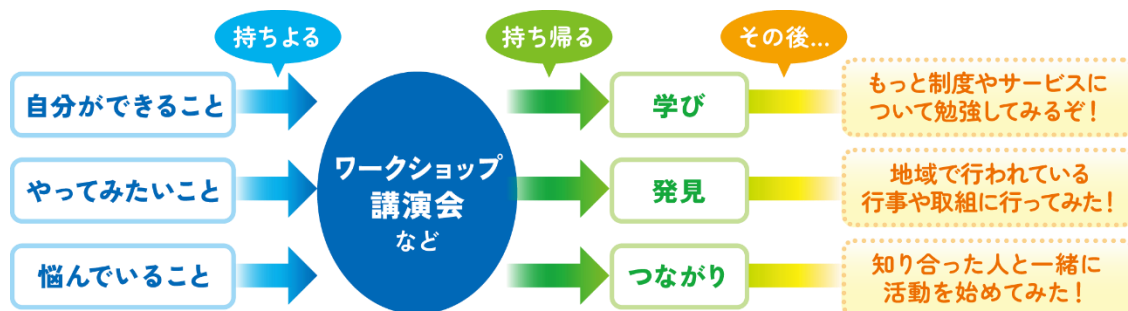 持ちよる
持ち帰る
その後...
自分ができること
やってみたいこと
悩んでいること
ワークショップ
講演会
など
学び
発見
つながり
もっと制度やサービスに
ついて勉強してみるぞ！
地域で行われている
行事や取組に行ってみた！
知り合った人と一緒に
活動を始めてみた！